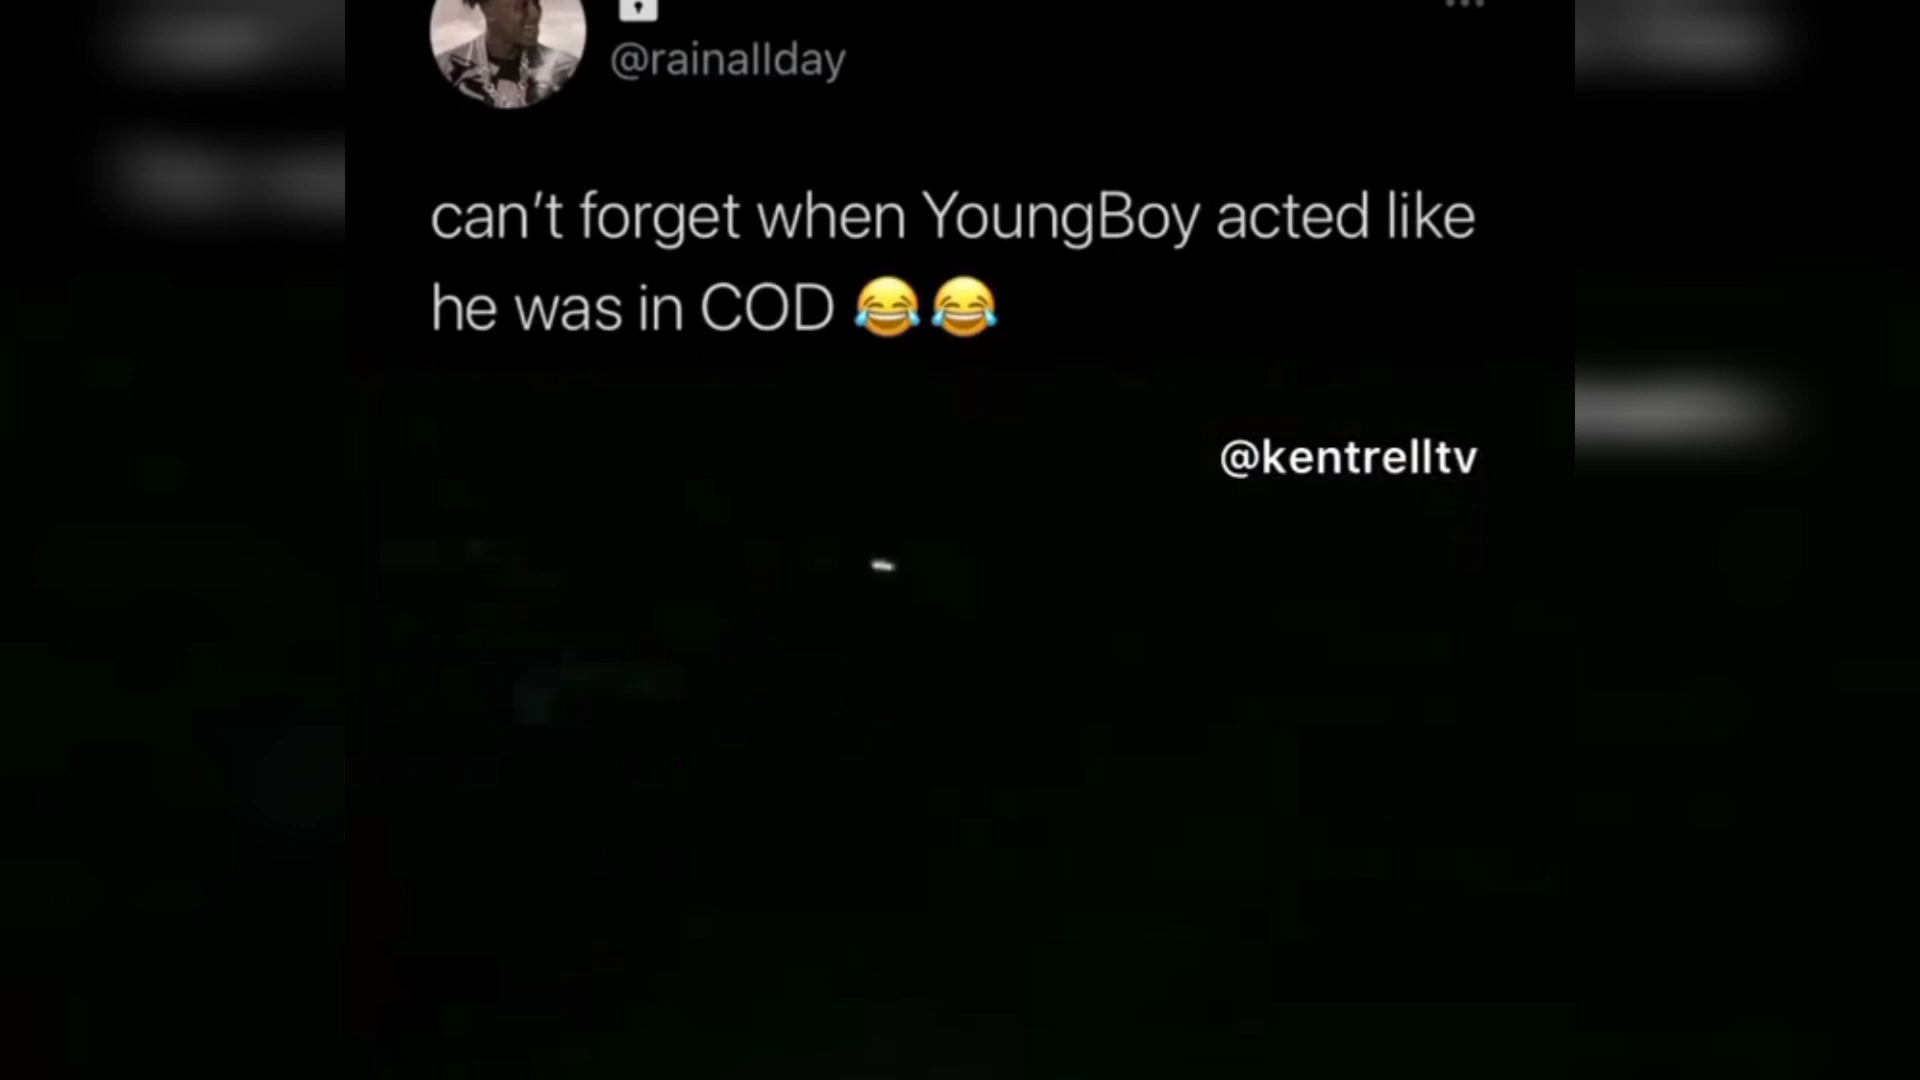 @rainallday
can’t forget when YoungBoy acted like
he was in COD 😂😂
@kentrelltv